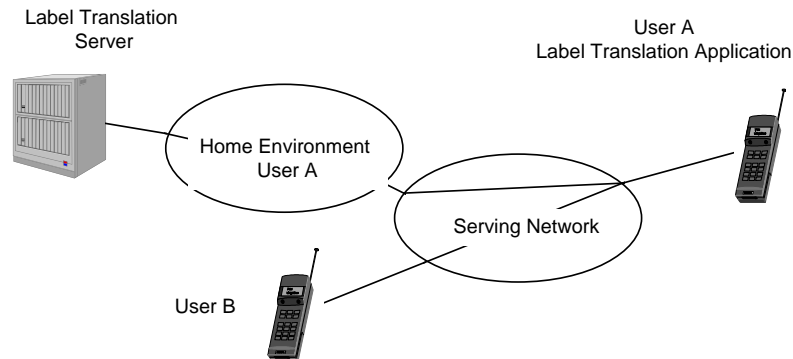 Label Translation
Server
User A
Label Translation Application
Home Environment
User A
Serving Network
User B